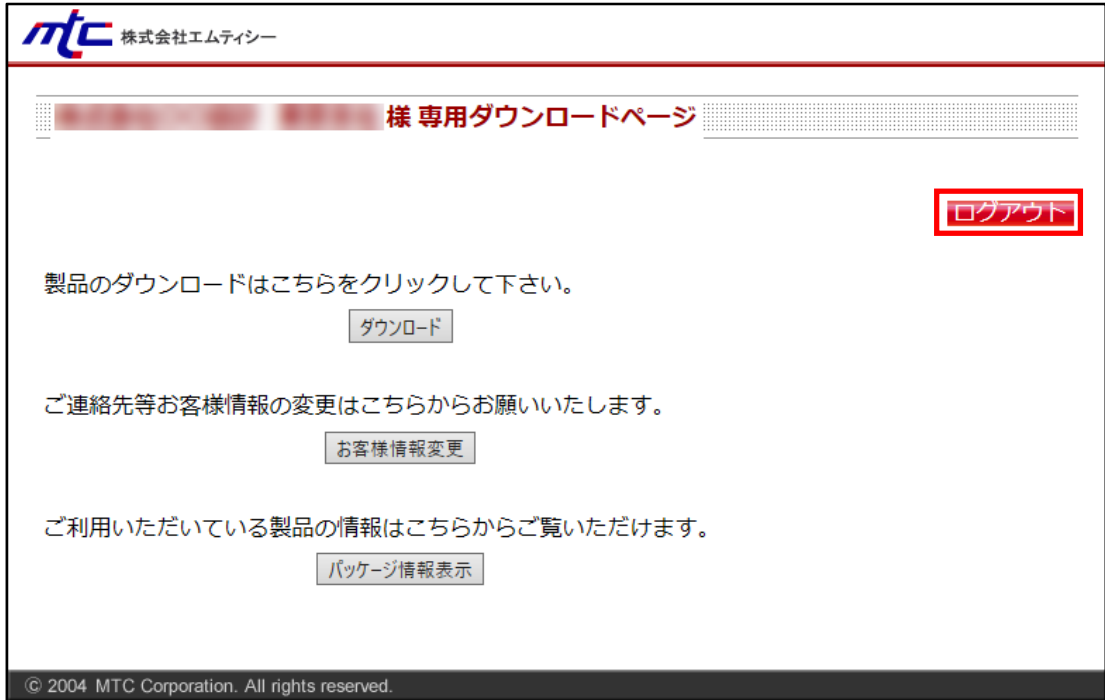 mtc 株式会社エムティシー
様 専用ダウンロードページ
ログアウト
製品のダウンロードはこちらをクリックして下さい。
ダウンロード
ご連絡先等お客様情報の変更はこちらからお願いいたします。
お客様情報変更
ご利用いただいている製品の情報はこちらからご覧いただけます。
パッケージ情報表示
© 2004 MTC Corporation. All rights reserved.